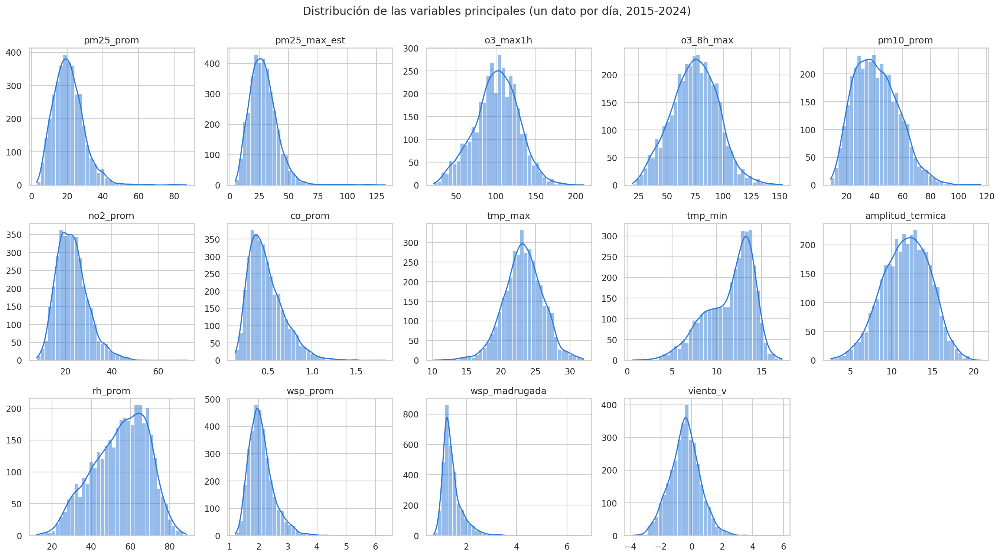 Distribución de las variables principales (un dato por día, 2015-2024)
pm25_prom
400
300
200
100
0
0 20 40 60 80
pm25_max_est
400
300
200
100
0
0 25 50 75 100 125
o3_max1h
300
250
200
150
100
50
0
50 100 150 200
o3_8h_max
200
150
100
50
0
25 50 75 100 125 150
pm10_prom
200
150
100
50
0
20 40 60 80 100 120
no2_prom
350
300
250
200
150
100
50
0
20 40 60
co_prom
350
300
250
200
150
100
50
0
0.5 1.0 1.5
tmp_max
300
250
200
150
100
50
0
10 15 20 25 30
tmp_min
300
250
200
150
100
50
0
0 5 10 15
amplitud_termica
200
150
100
50
0
5 10 15 20
rh_prom
200
150
100
50
0
20 40 60 80
wsp_prom
500
400
300
200
100
0
1 2 3 4 5 6
wsp_madrugada
800
600
400
200
0
2 4 6
viento_v
400
300
200
100
0
−4 −2 0 2 4 6